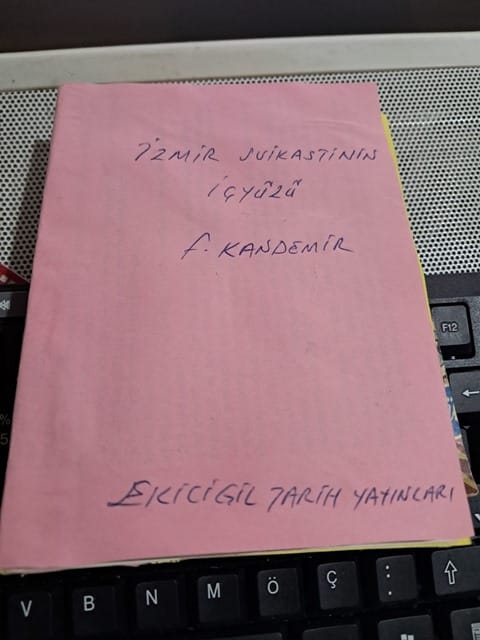 İZMİR SUİKASTİNİN
İÇYÜZÜ
F. KANDEMİR
EKİCİGİL TARİH YAYINLARI
F12
V B N M Ö Ç : .